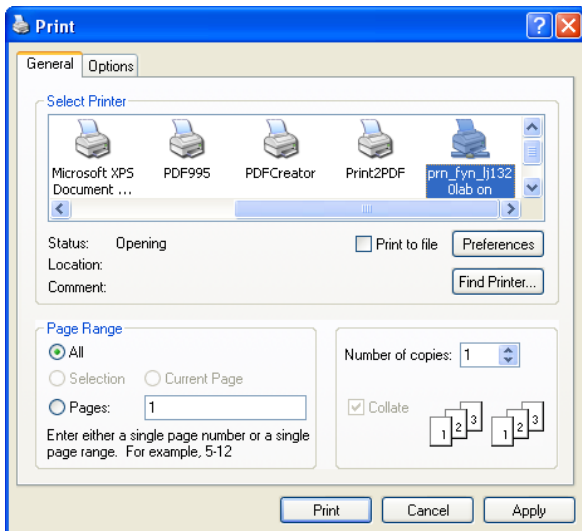 Print
General Options
Select Printer
Microsoft XPS PDF995 PDFCreator Print2PDF prn_fyn_lj132
Document ... 0lab on
Status: Opening Print to file Preferences
Location:
Comment: Find Printer...
Page Range
All Number of copies: 1
Selection Current Page
Pages: 1 Collate
Enter either a single page number or a single
page range. For example, 5-12
1 2 3 1 2 3
Print Cancel Apply